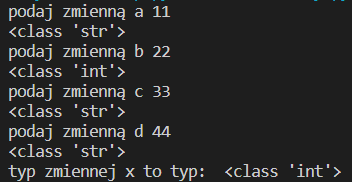 podaj zmienną a 11
<class 'str'>
podaj zmienną b 22
<class 'int'>
podaj zmienną c 33
<class 'str'>
podaj zmienną d 44
<class 'str'>
typ zmiennej x to typ:  <class 'int'>